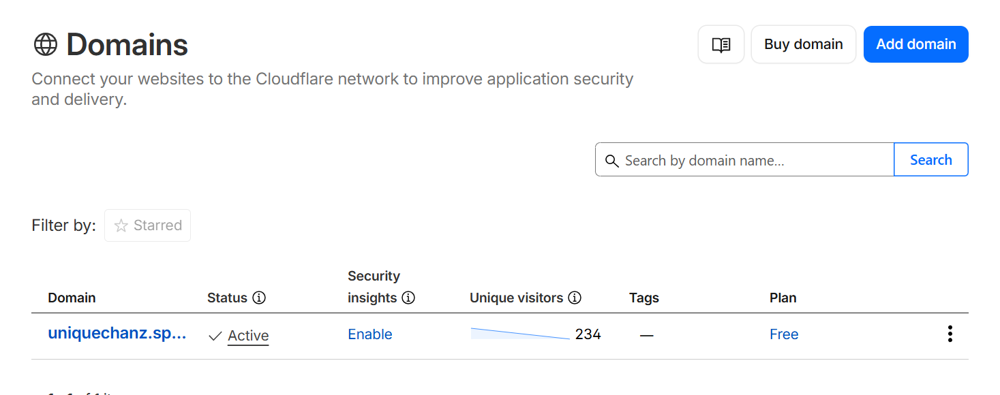 Domains
Buy domain
Add domain
Connect your websites to the Cloudflare network to improve application security
and delivery.
Search by domain name...
Search
Filter by:
Starred
Domain
Status
Security
insights
Unique visitors
Tags
Plan
uniquechanz.sp...
Active
Enable
234
—
Free